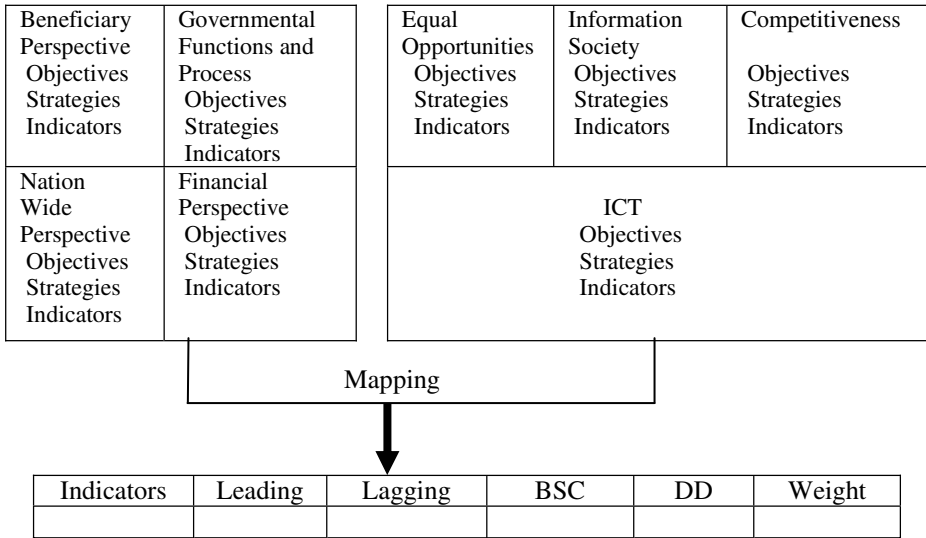 Beneficiary
Perspective
Objectives
Strategies
Indicators
Governmental
Functions and
Process
Objectives
Strategies
Indicators
Nation
Wide
Perspective
Objectives
Strategies
Indicators
Financial
Perspective
Objectives
Strategies
Indicators
Equal
Opportunities
Objectives
Strategies
Indicators
Information
Society
Objectives
Strategies
Indicators
Competitiveness
Objectives
Strategies
Indicators
ICT
Objectives
Strategies
Indicators
Mapping
Indicators Leading Lagging BSC DD Weight